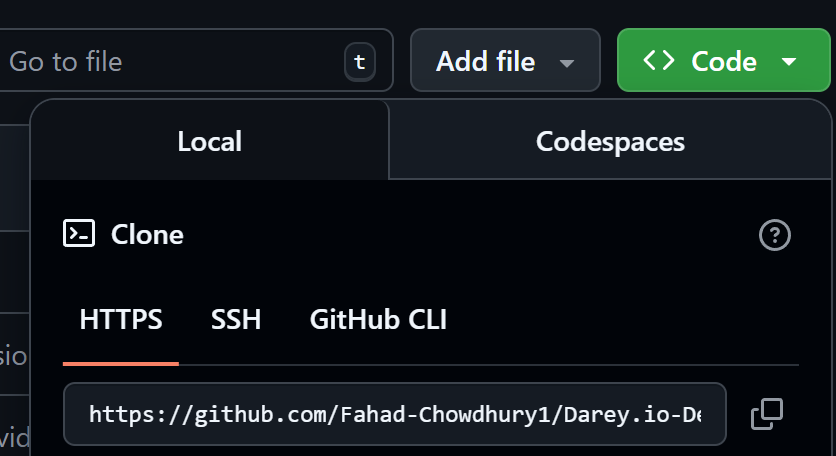 Go to file t Add file Code
Local Codespaces
Clone
HTTPS SSH GitHub CLI
sio
https://github.com/Fahad-Chowdhury1/Darey.io-De
vid